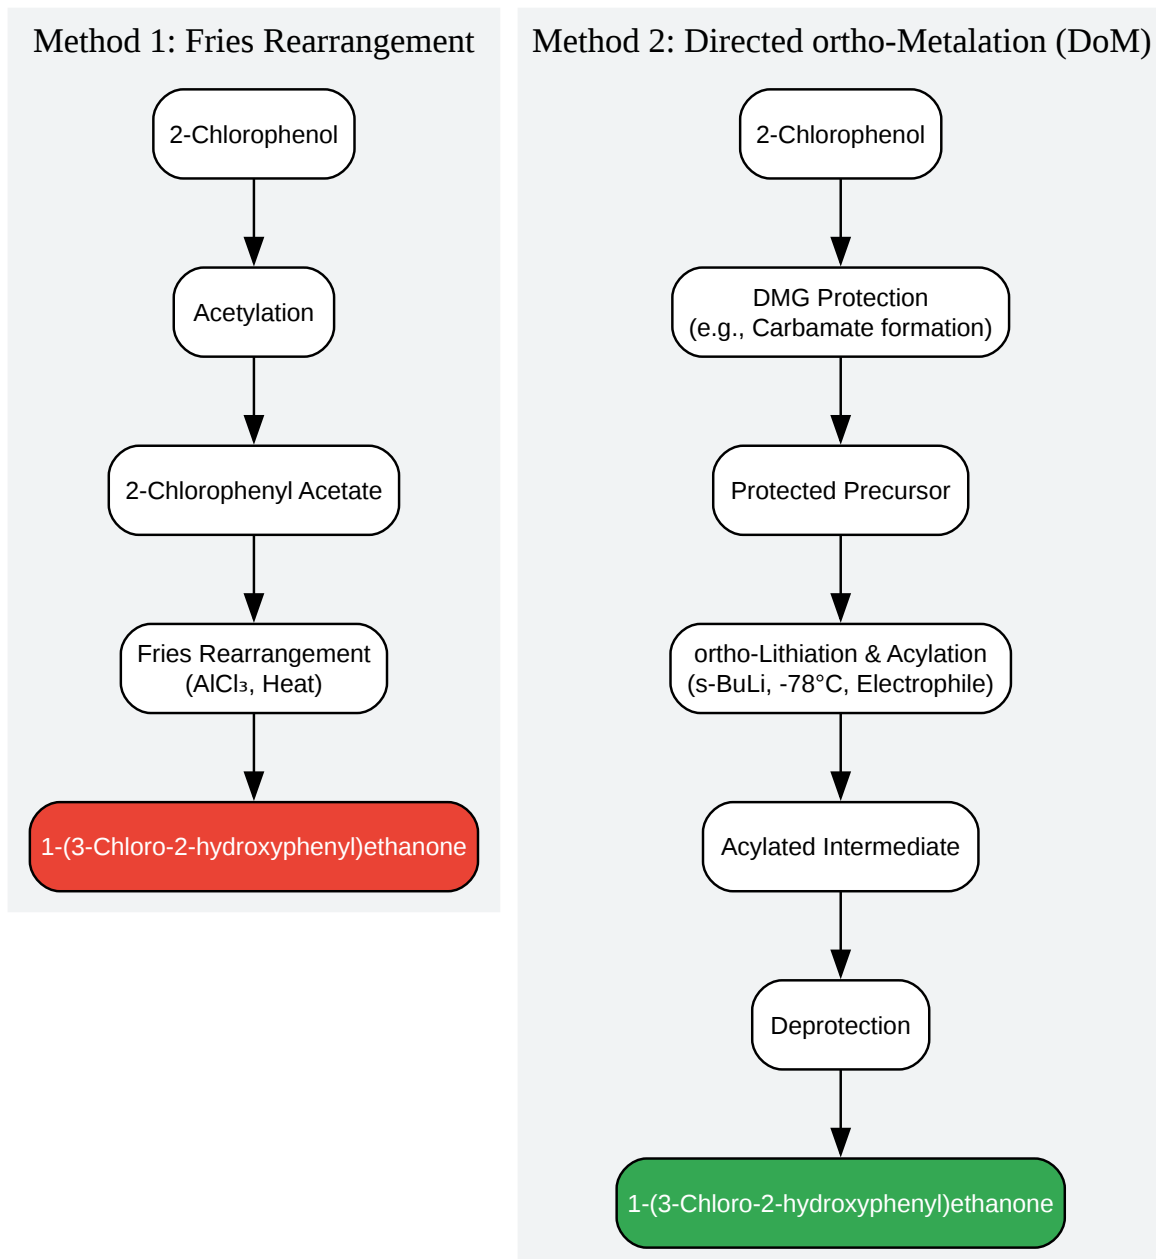 Method 1: Fries Rearrangement
2-Chlorophenol
Acetylation
2-Chlorophenyl Acetate
Fries Rearrangement
(AlCl₃, Heat)
1-(3-Chloro-2-hydroxyphenyl)ethanone
Method 2: Directed ortho-Metalation (DoM)
2-Chlorophenol
DMG Protection
(e.g., Carbamate formation)
Protected Precursor
ortho-Lithiation & Acylation
(s-BuLi, -78°C, Electrophile)
Acylated Intermediate
Deprotection
1-(3-Chloro-2-hydroxyphenyl)ethanone